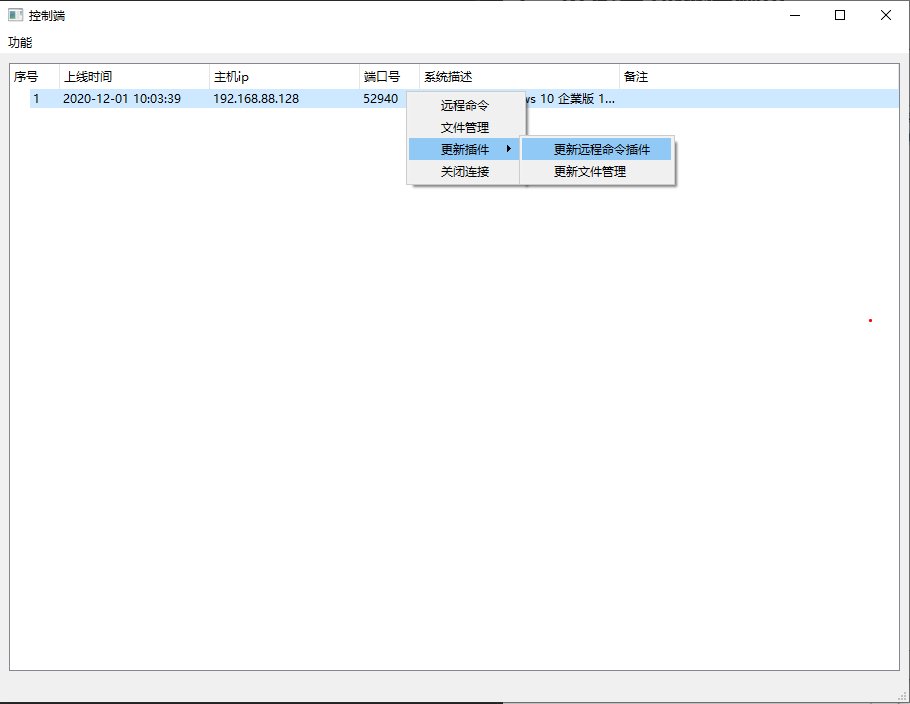 控制端
功能
序号 上线时间 主机ip 端口号 系统描述 备注
1 2020-12-01 10:03:39 192.168.88.128 52940 ws 10 企業版 1...
远程命令
文件管理
更新插件 更新远程命令插件
关闭连接 更新文件管理